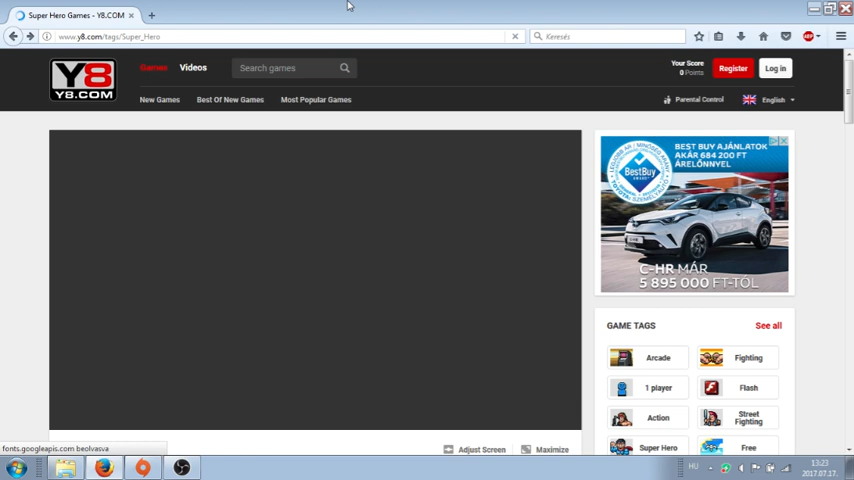 Super Hero Games - Y8.COM
www.y8.com/tags/Super_Hero
Keresés
ABP
Y8
Y8.COM
Games
Videos
Search games
Your Score
0 Points
Register
Log in
New Games
Best Of New Games
Most Popular Games
Parental Control
English
BEST BUY AJÁNLATOK
AKÁR 684 200 FT
ÁRELŐNNYEL
BestBuy
C-HR MÁR
5 895 000 FT-TÓL
GAME TAGS
See all
Arcade
Fighting
1 player
Flash
Action
Street
Fighting
Super Hero
Free
Adjust Screen
Maximize
fonts.googleapis.com beolvasva
HU
13:23
2017.07.17.